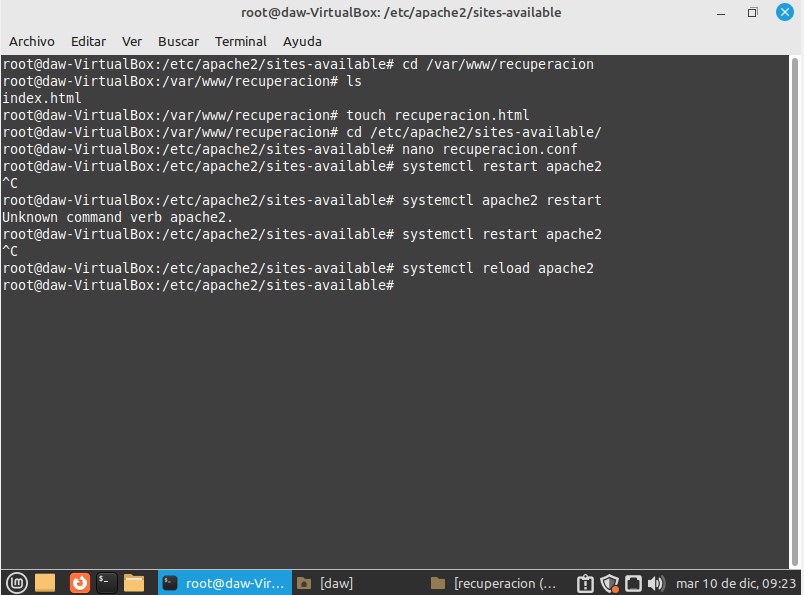 root@daw-VirtualBox: /etc/apache2/sites-available
Archivo Editar Ver Buscar Terminal Ayuda
root@daw-VirtualBox:/etc/apache2/sites-available# cd /var/www/recuperacion
root@daw-VirtualBox:/var/www/recuperacion# ls
index.html
root@daw-VirtualBox:/var/www/recuperacion# touch recuperacion.html
root@daw-VirtualBox:/var/www/recuperacion# cd /etc/apache2/sites-available/
root@daw-VirtualBox:/etc/apache2/sites-available# nano recuperacion.conf
root@daw-VirtualBox:/etc/apache2/sites-available# systemctl restart apache2
^C
root@daw-VirtualBox:/etc/apache2/sites-available# systemctl apache2 restart
Unknown command verb apache2.
root@daw-VirtualBox:/etc/apache2/sites-available# systemctl restart apache2
^C
root@daw-VirtualBox:/etc/apache2/sites-available# systemctl reload apache2
root@daw-VirtualBox:/etc/apache2/sites-available#
root@daw-Vir... [daw] [recuperacion (... mar 10 de dic, 09:23